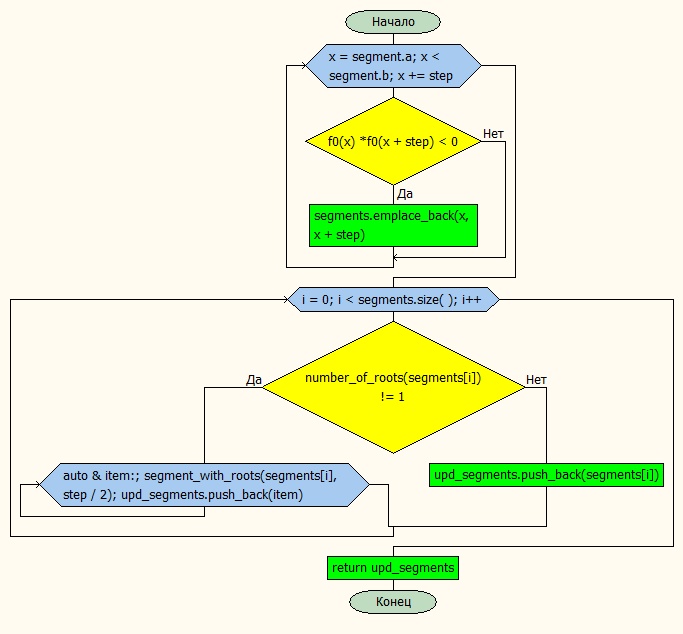 Начало
x = segment.a; x <
segment.b; x += step
f0(x) *f0(x + step) < 0
Нет
Да
segments.emplace_back(x,
x + step)
i = 0; i < segments.size( ); i++
number_of_roots(segments[i])
!= 1
Да
Нет
auto & item:; segment_with_roots(segments[i],
step / 2); upd_segments.push_back(item)
upd_segments.push_back(segments[i])
return upd_segments
Конец